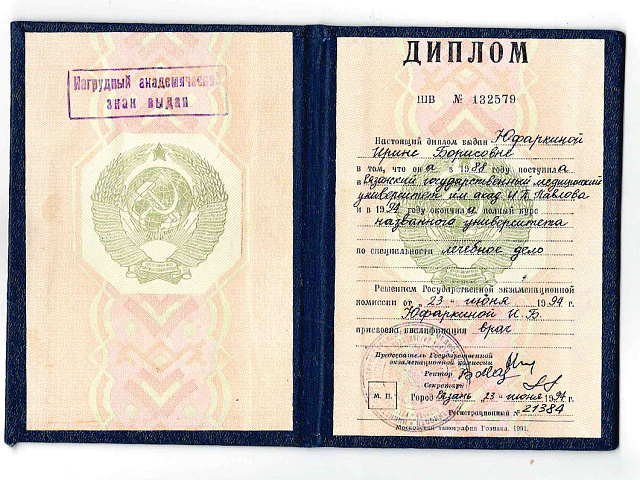 Нагрудный академический
знак выдан
ДИПЛОМ
ШВ № 132579
Настоящий диплом выдан Юфаркиной
Ирине Борисовне
в том, что она в 1988 году поступила
в Рязанский государственный медицинский
университет им. акад. И.П. Павлова
и в 1994 году окончила полный курс
названного университета
по специальности лечебное дело
Решением Государственной экзаменационной
комиссии от "23" июня 1994 г.
Юфаркиной И.Б.
присвоена квалификация врач
Председатель Государственной
экзаменационной комиссии
Ректор
Секретарь
М. П.
Город Рязань "23" июня 1994 г.
Регистрационный № 21384
Московская типография Гознака. 1991.